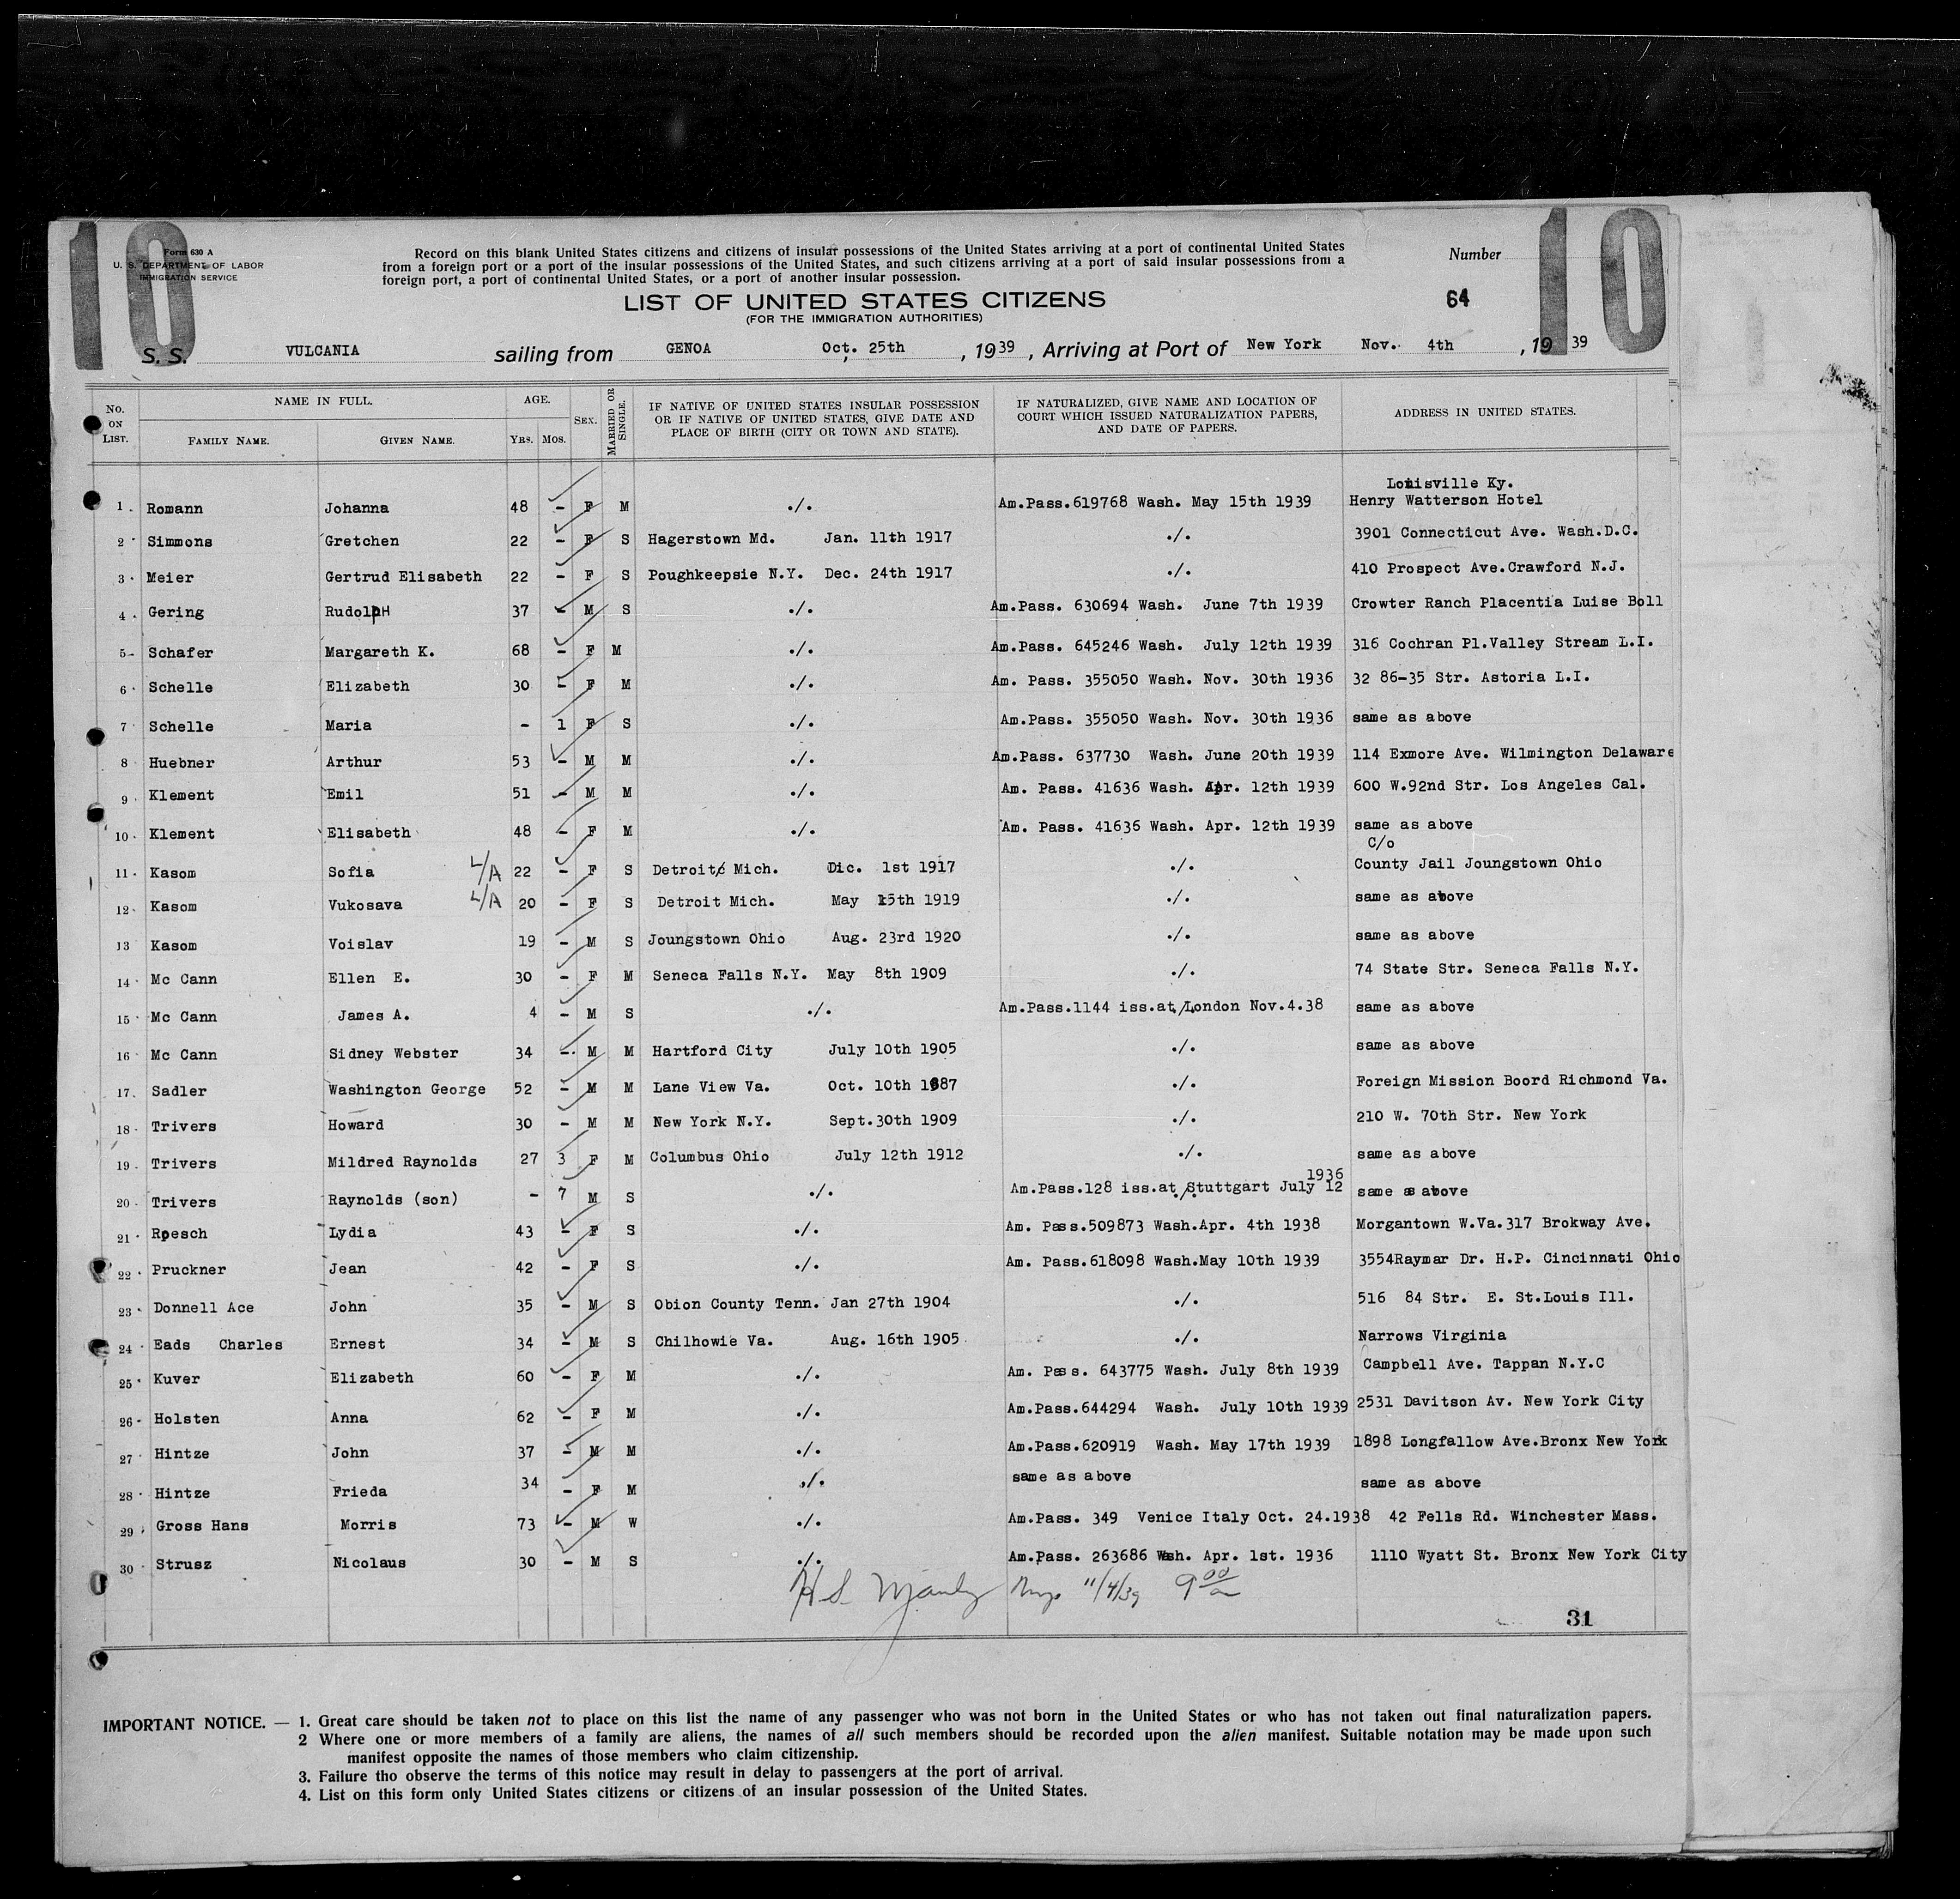 10 10
Form 630 A
U. S. DEPARTMENT OF LABOR
IMMIGRATION SERVICE
Record on this blank United States citizens and citizens of insular possessions of the United States arriving at a port of continental United States
from a foreign port or a port of the insular possessions of the United States, and such citizens arriving at a port of said insular possessions from a
foreign port, a port of continental United States, or a port of another insular possession.
Number
LIST OF UNITED STATES CITIZENS
(FOR THE IMMIGRATION AUTHORITIES)
64
S. S. VULCANIA sailing from GENOA Oct. 25th, 1939, Arriving at Port of New York Nov. 4th, 19 39
No. ON LIST. NAME IN FULL. FAMILY NAME. GIVEN NAME. AGE. YRS. MOS. SEX. MARRIED OR SINGLE. IF NATIVE OF UNITED STATES INSULAR POSSESSION OR IF NATIVE OF UNITED STATES, GIVE DATE AND PLACE OF BIRTH (CITY OR TOWN AND STATE). IF NATURALIZED, GIVE NAME AND LOCATION OF COURT WHICH ISSUED NATURALIZATION PAPERS, AND DATE OF PAPERS. ADDRESS IN UNITED STATES.
Louisville Ky.
1. Romann Johanna 48 - F M ./. Am.Pass.619768 Wash. May 15th 1939 Henry Watterson Hotel
2 Simmons Gretchen 22 - F S Hagerstown Md. Jan. 11th 1917 ./. 3901 Connecticut Ave. Wash.D.C.
3 Meier Gertrud Elisabeth 22 - F S Poughkeepsie N.Y. Dec. 24th 1917 ./. 410 Prospect Ave.Crawford N.J.
4 Gering RudolpH 37 - M S ./. Am.Pass. 630694 Wash. June 7th 1939 Crowter Ranch Placentia Luise Boll
5 Schafer Margareth K. 68 - F M ./. Am.Pass. 645246 Wash. July 12th 1939 316 Cochran Pl.Valley Stream L.I.
6 Schelle Elizabeth 30 - F M ./. Am. Pass. 355050 Wash. Nov. 30th 1936 32 86-35 Str. Astoria L.I.
7 Schelle Maria - 1 F S ./. Am.Pass. 355050 Wash. Nov. 30th 1936 same as above
8 Huebner Arthur 53 - M M ./. Am.Pass. 637730 Wash. June 20th 1939 114 Exmore Ave. Wilmington Delaware
9 Klement Emil 51 - M M ./. Am. Pass. 41636 Wash. Apr. 12th 1939 600 W.92nd Str. Los Angeles Cal.
10 Klement Elisabeth 48 - F M ./. Am. Pass. 41636 Wash. Apr. 12th 1939 same as above
C/o
11 Kasom Sofia L/A 22 - F S Detroit Mich. Dic. 1st 1917 ./. County Jail Joungstown Ohio
12 Kasom Vukosava L/A 20 - F S Detroit Mich. May 15th 1919 ./. same as above
13 Kasom Voislav 19 - M S Joungstown Ohio Aug. 23rd 1920 ./. same as above
14 Mc Cann Ellen E. 30 - F M Seneca Falls N.Y. May 8th 1909 ./. 74 State Str. Seneca Falls N.Y.
15 Mc Cann James A. 4 - M S ./. Am.Pass.1144 iss.at London Nov.4.38 same as above
16 Mc Cann Sidney Webster 34 - M M Hartford City July 10th 1905 ./. same as above
17. Sadler Washington George 52 - M M Lane View Va. Oct. 10th 1887 ./. Foreign Mission Boord Richmond Va.
18 Trivers Howard 30 - M M New York N.Y. Sept.30th 1909 ./. 210 W. 70th Str. New York
19. Trivers Mildred Raynolds 27 3 F M Columbus Ohio July 12th 1912 ./. same as above
1936
20 Trivers Raynolds (son) - 7 M S ./. Am.Pass.128 iss.at Stuttgart July 12 same as above
21 Roesch Lydia 43 - F S ./. Am. Pass.509873 Wash.Apr. 4th 1938 Morgantown W.Va.317 Brokway Ave.
22 Pruckner Jean 42 - F S ./. Am. Pass.618098 Wash.May 10th 1939 3554Raymar Dr. H.P. Cincinnati Ohio
23 Donnell Ace John 35 - M S Obion County Tenn. Jan 27th 1904 ./. 516 84 Str. E. St.Louis Ill.
24 Eads Charles Ernest 34 - M S Chilhowie Va. Aug. 16th 1905 ./. Narrows Virginia
25 Kuver Elizabeth 60 - F M ./. Am. Pass. 643775 Wash. July 8th 1939 Campbell Ave. Tappan N.Y.C
26 Holsten Anna 62 - F M ./. Am.Pass.644294 Wash. July 10th 1939 2531 Davitson Av. New York City
27 Hintze John 37 - M M ./. Am.Pass.620919 Wash. May 17th 1939 1898 Longfallow Ave.Bronx New York
28 Hintze Frieda 34 - F M ./. same as above same as above
29 Gross Hans Morris 73 - M W ./. Am.Pass. 349 Venice Italy Oct. 24.1938 42 Fells Rd. Winchester Mass.
30 Strusz Nicolaus 30 - M S ./. Am.Pass. 263686 Wash. Apr. 1st. 1936 1110 Wyatt St. Bronx New York City
11/4/39 9 00
31
IMPORTANT NOTICE. — 1. Great care should be taken not to place on this list the name of any passenger who was not born in the United States or who has not taken out final naturalization papers.
2 Where one or more members of a family are aliens, the names of all such members should be recorded upon the alien manifest. Suitable notation may be made upon such
manifest opposite the names of those members who claim citizenship.
3. Failure tho observe the terms of this notice may result in delay to passengers at the port of arrival.
4. List on this form only United States citizens or citizens of an insular possession of the United States.